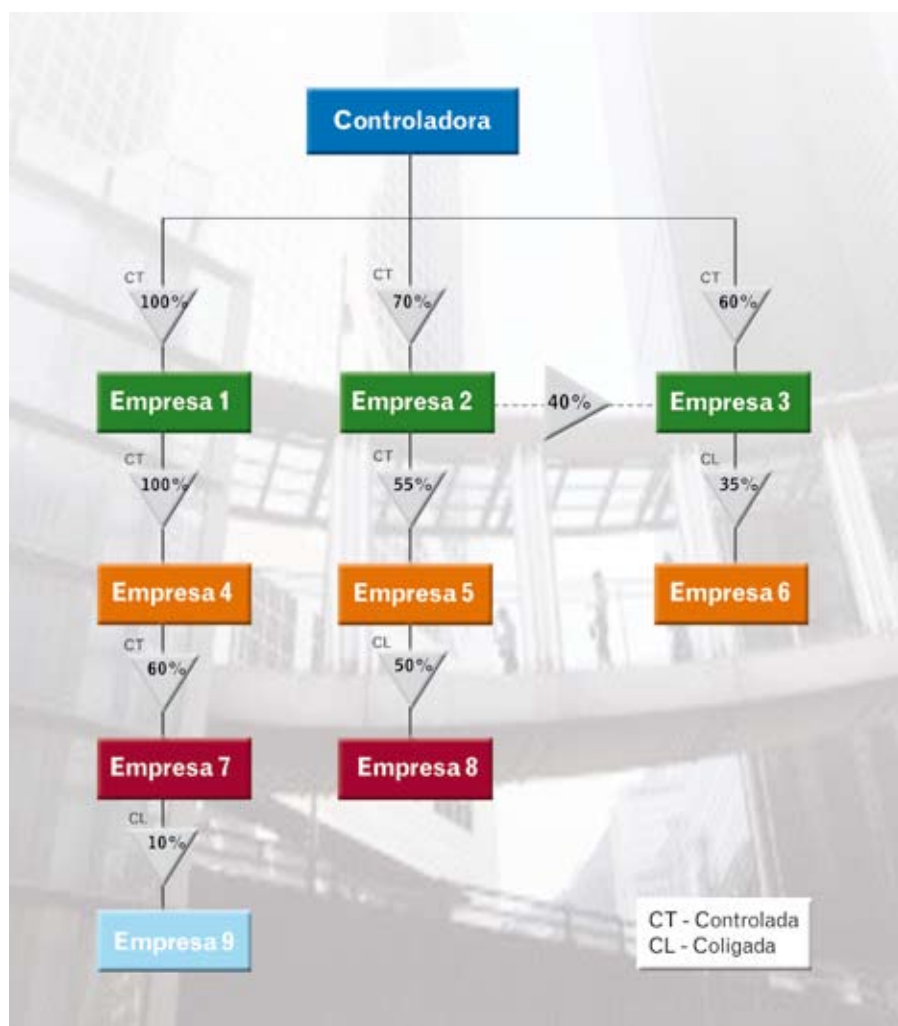 Controladora
CT
CT
CT
100%
70%
60%
Empresa 1
Empresa 2
40%
Empresa 3
CT
CT
CL
100%
55%
35%
Empresa 4
Empresa 5
Empresa 6
CT
CL
60%
50%
Empresa 7
Empresa 8
CL
10%
Empresa 9
CT - Controlada
CL - Coligada